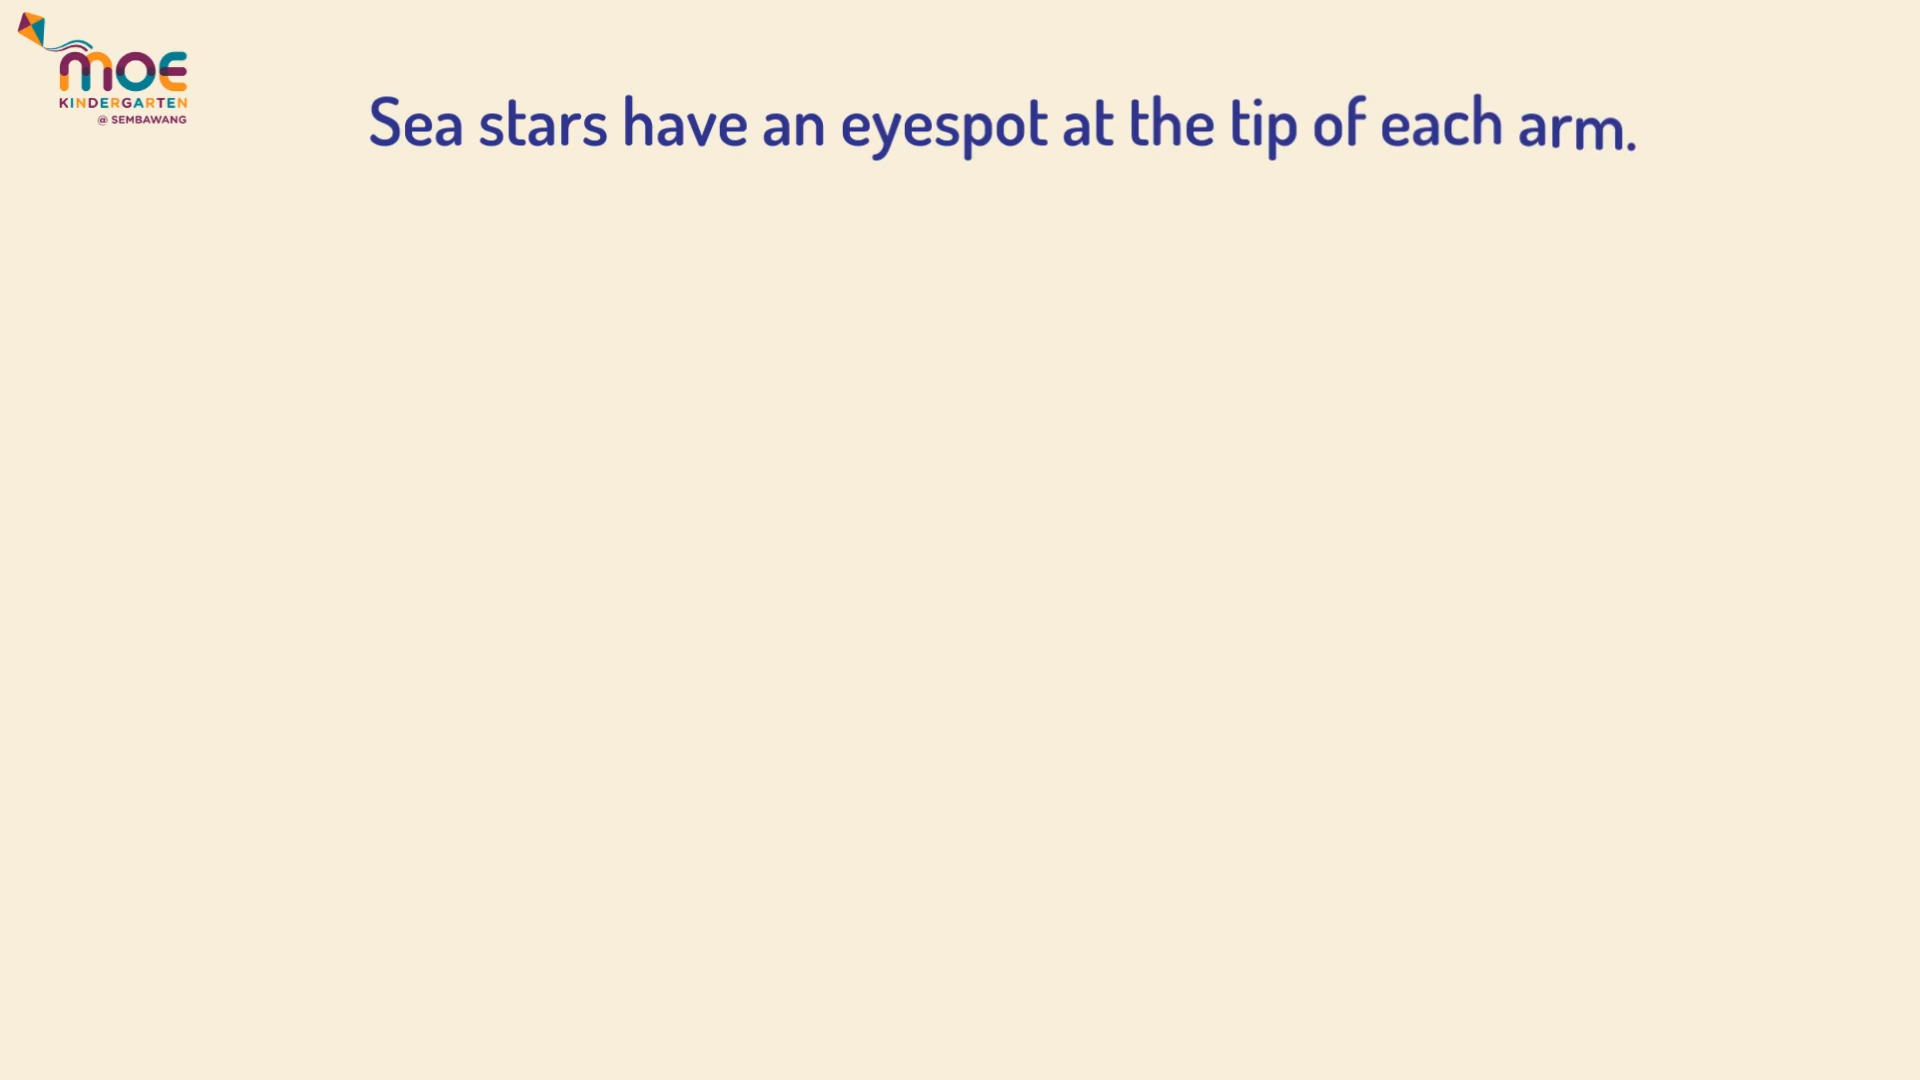 moe
KINDERGARTEN
@ SEMBAWANG
Sea stars have an eyespot at the tip of each arm.